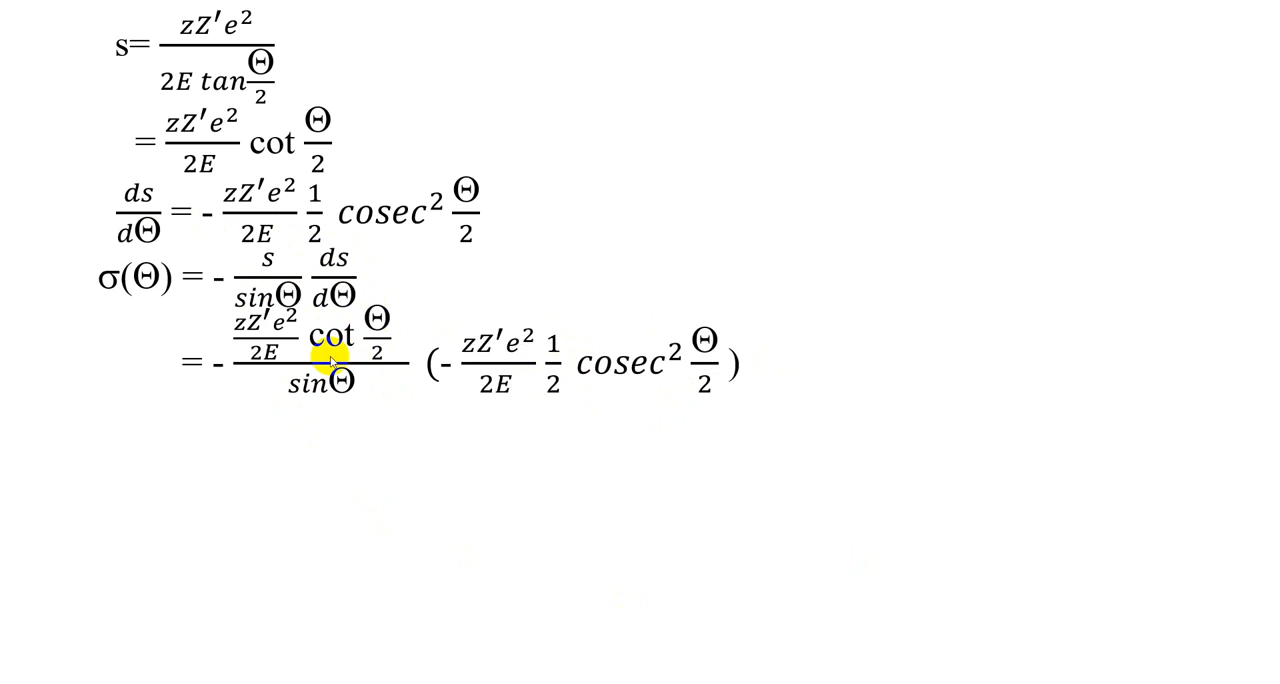 s= zZ′e² / 2E tan Θ/2
= zZ′e² / 2E cot Θ/2
ds/dΘ = - zZ′e² / 2E 1/2 cosec² Θ/2
σ(Θ) = - s/sinΘ ds/dΘ
= - (zZ′e² / 2E cot Θ/2) / sinΘ (- zZ′e² / 2E 1/2 cosec² Θ/2 )